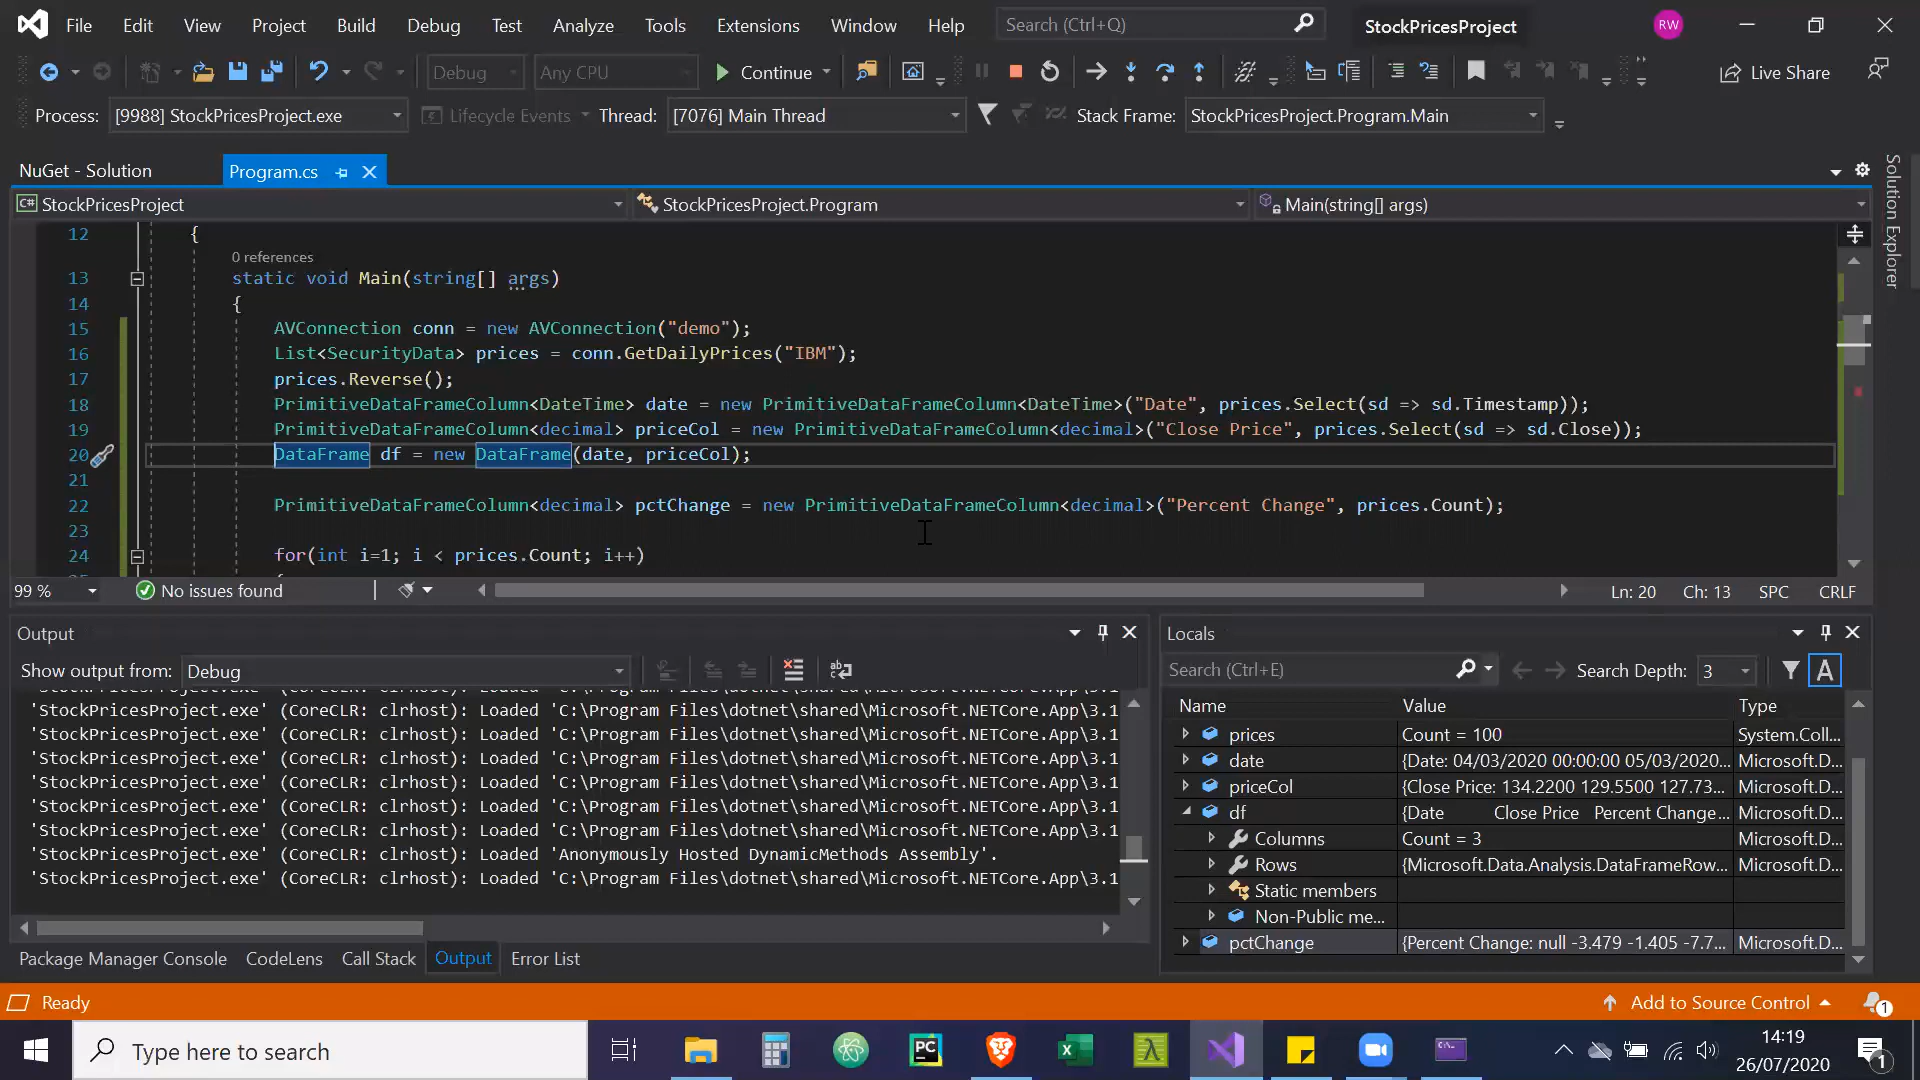 File Edit View Project Build Debug Test Analyze Tools Extensions Window Help Search (Ctrl+Q) StockPricesProject RW
Debug Any CPU Continue Live Share
Process: [9988] StockPricesProject.exe Lifecycle Events Thread: [7076] Main Thread Stack Frame: StockPricesProject.Program.Main
NuGet - Solution Program.cs
C# StockPricesProject StockPricesProject.Program Main(string[] args)
Solution Explorer
12 {
0 references
13 static void Main(string[] args)
14 {
15 AVConnection conn = new AVConnection("demo");
16 List<SecurityData> prices = conn.GetDailyPrices("IBM");
17 prices.Reverse();
18 PrimitiveDataFrameColumn<DateTime> date = new PrimitiveDataFrameColumn<DateTime>("Date", prices.Select(sd => sd.Timestamp));
19 PrimitiveDataFrameColumn<decimal> priceCol = new PrimitiveDataFrameColumn<decimal>("Close Price", prices.Select(sd => sd.Close));
20 DataFrame df = new DataFrame(date, priceCol);
21
22 PrimitiveDataFrameColumn<decimal> pctChange = new PrimitiveDataFrameColumn<decimal>("Percent Change", prices.Count);
23
24 for(int i=1; i < prices.Count; i++)
99 % No issues found Ln: 20 Ch: 13 SPC CRLF
Output
Show output from: Debug
'StockPricesProject.exe' (CoreCLR: clrhost): Loaded 'C:\Program Files\dotnet\shared\Microsoft.NETCore.App\3.1
'StockPricesProject.exe' (CoreCLR: clrhost): Loaded 'C:\Program Files\dotnet\shared\Microsoft.NETCore.App\3.1
'StockPricesProject.exe' (CoreCLR: clrhost): Loaded 'C:\Program Files\dotnet\shared\Microsoft.NETCore.App\3.1
'StockPricesProject.exe' (CoreCLR: clrhost): Loaded 'C:\Program Files\dotnet\shared\Microsoft.NETCore.App\3.1
'StockPricesProject.exe' (CoreCLR: clrhost): Loaded 'C:\Program Files\dotnet\shared\Microsoft.NETCore.App\3.1
'StockPricesProject.exe' (CoreCLR: clrhost): Loaded 'C:\Program Files\dotnet\shared\Microsoft.NETCore.App\3.1
'StockPricesProject.exe' (CoreCLR: clrhost): Loaded 'Anonymously Hosted DynamicMethods Assembly'.
'StockPricesProject.exe' (CoreCLR: clrhost): Loaded 'C:\Program Files\dotnet\shared\Microsoft.NETCore.App\3.1
Package Manager Console CodeLens Call Stack Output Error List
Locals
Search (Ctrl+E) Search Depth: 3 A
Name Value Type
prices Count = 100 System.Coll...
date {Date: 04/03/2020 00:00:00 05/03/2020... Microsoft.D...
priceCol {Close Price: 134.2200 129.5500 127.73... Microsoft.D...
df {Date Close Price Percent Change... Microsoft.D...
Columns Count = 3 Microsoft.D...
Rows {Microsoft.Data.Analysis.DataFrameRow... Microsoft.D...
Static members
Non-Public me...
pctChange {Percent Change: null -3.479 -1.405 -7.7... Microsoft.D...
Ready Add to Source Control 1
Type here to search PC 14:19
26/07/2020 1